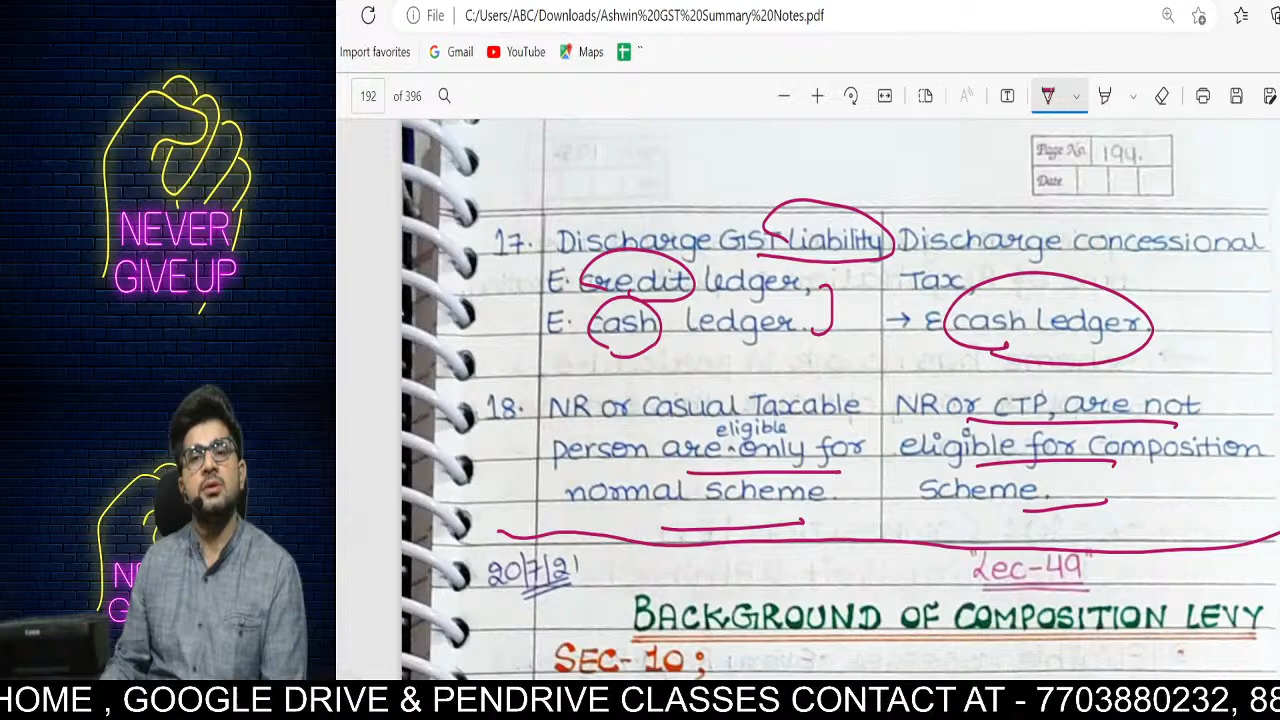 File | C:/Users/ABC/Downloads/Ashwin%20GST%20Summary%20Notes.pdf
Import favorites Gmail YouTube Maps
192 of 396
NEVER
GIVE UP
Page No. 194.
Date
17. Discharge GST liability
E. credit ledger,
E. cash ledger.
Discharge concessional
Tax
→ E cash ledger
18. NR or Casual Taxable
eligible
person are only for
normal scheme.
NR or CTP, are not
eligible for composition
Scheme.
20/7/21
"Lec-49"
BACKGROUND OF COMPOSITION LEVY
SEC-10;
HOME , GOOGLE DRIVE & PENDRIVE CLASSES CONTACT AT - 7703880232, 88